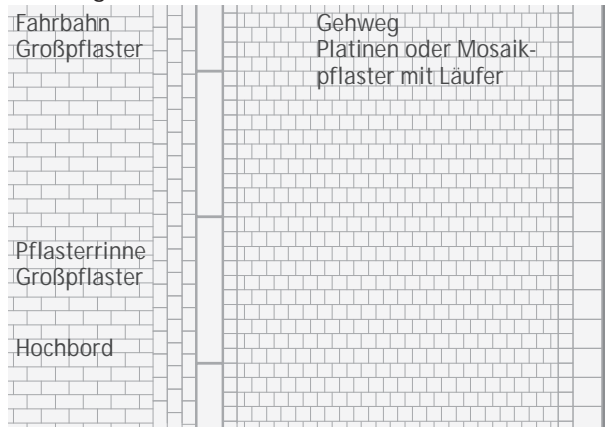 Fahrbahn
Großpflaster
Gehweg
Platinen oder Mosaik-
pflaster mit Läufer
Pflasterrinne
Großpflaster
Hochbord